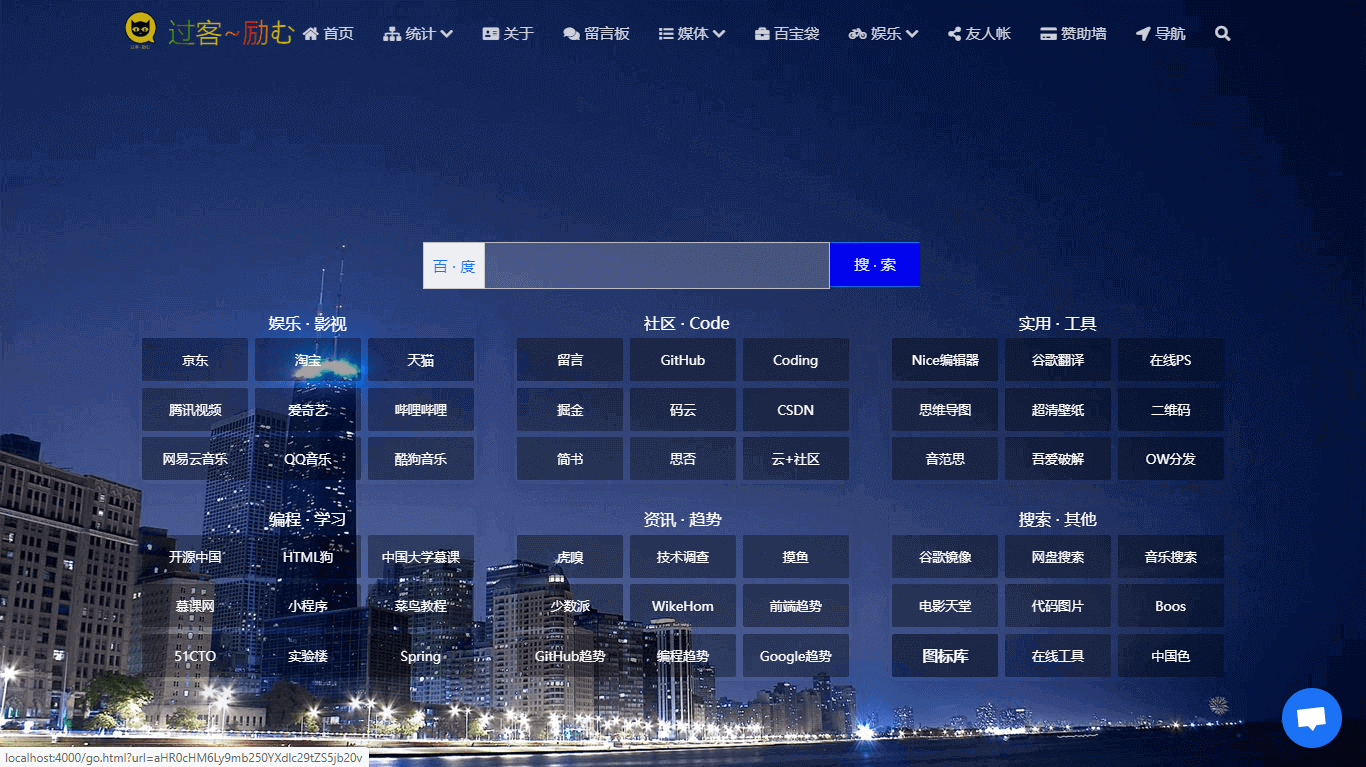 过客~励む 首页 统计 关于 留言板 媒体 百宝袋 娱乐 友人帐 赞助墙 导航
百 · 度 搜 · 索
娱乐 · 影视 社区 · Code 实用 · 工具
京东 淘宝 天猫 留言 GitHub Coding Nice编辑器 谷歌翻译 在线PS
腾讯视频 爱奇艺 哔哩哔哩 掘金 码云 CSDN 思维导图 超清壁纸 二维码
网易云音乐 QQ音乐 酷狗音乐 简书 思否 云+社区 音范思 吾爱破解 OW分发
编程 · 学习 资讯 · 趋势 搜索 · 其他
开源中国 HTML狗 中国大学慕课 虎嗅 技术调查 摸鱼 谷歌镜像 网盘搜索 音乐搜索
慕课网 小程序 菜鸟教程 少数派 WikeHom 前端趋势 电影天堂 代码图片 Boos
51CTO 实验楼 Spring GitHub趋势 编程趋势 Google趋势 图标库 在线工具 中国色
localhost:4000/go.html?url=aHR0cHM6Ly9mb250YXdlc29tZS5jb20v